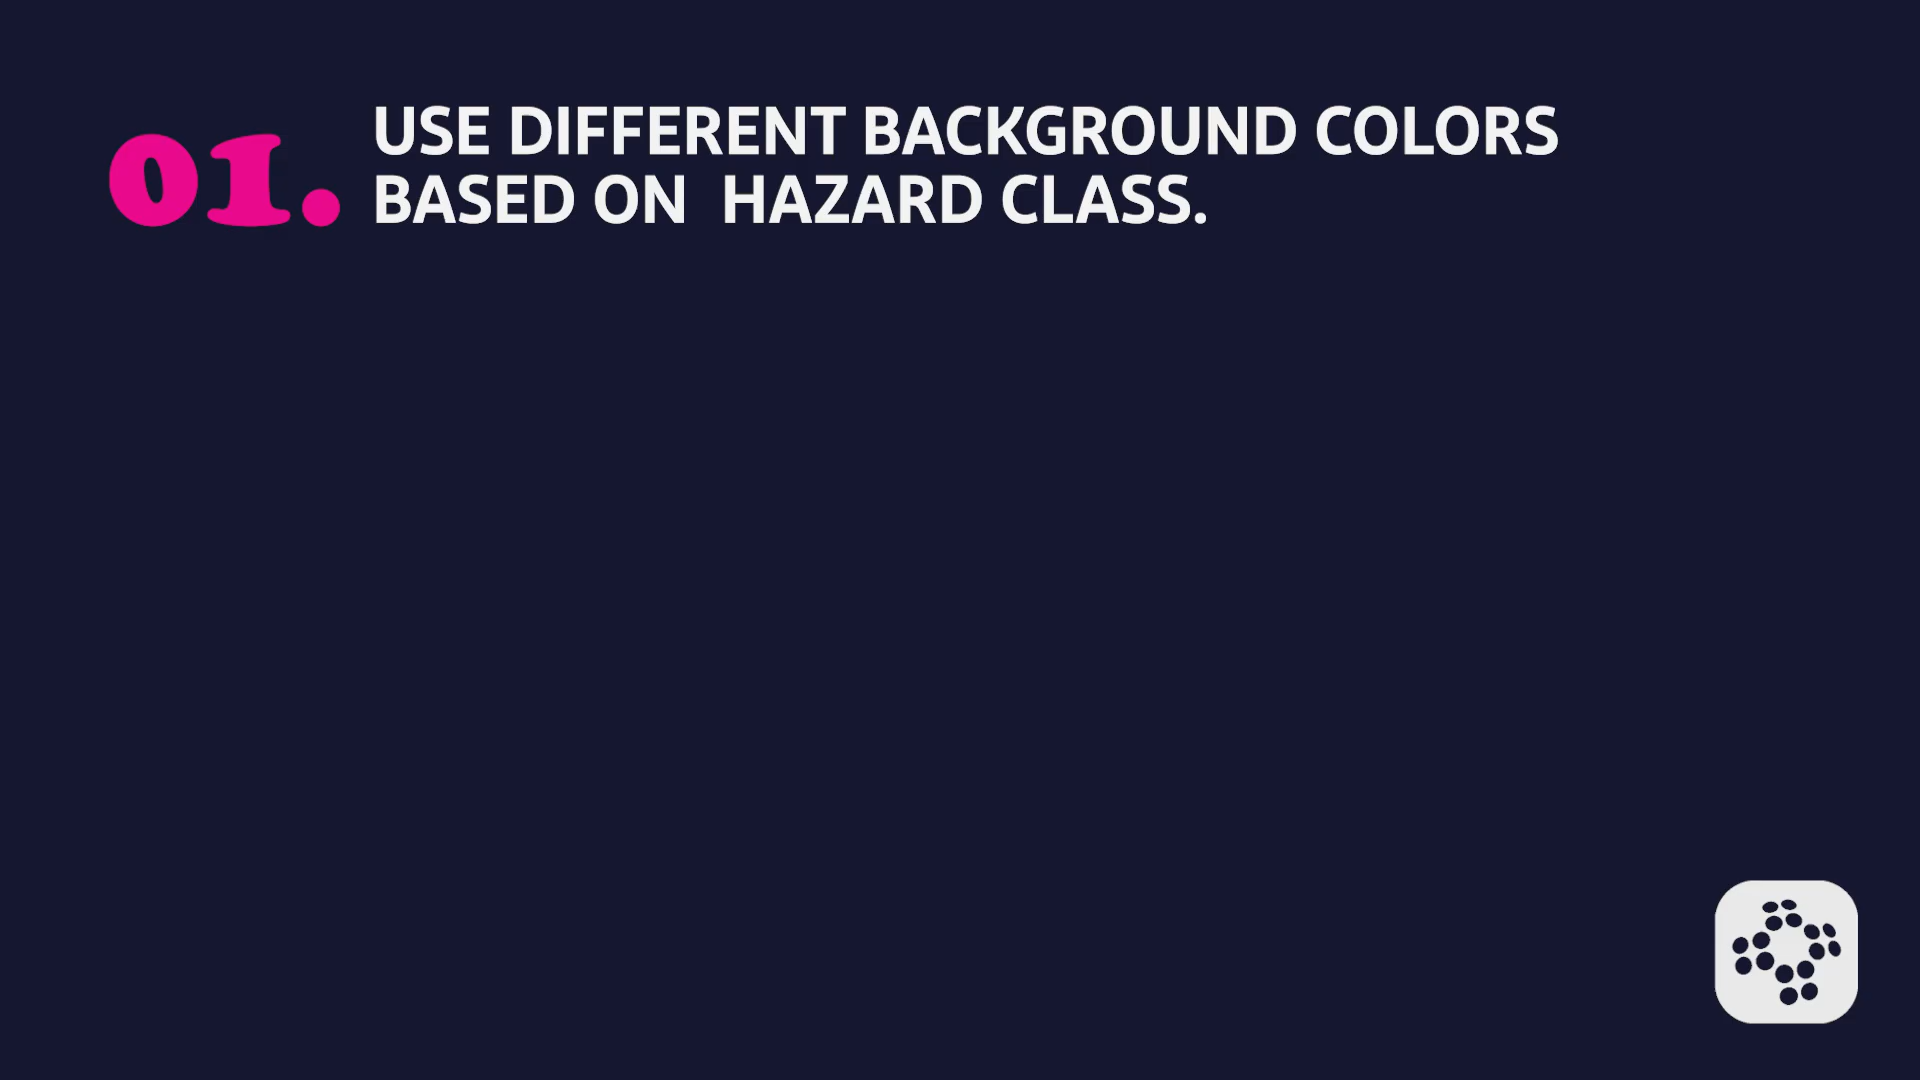 01. USE DIFFERENT BACKGROUND COLORS
BASED ON  HAZARD CLASS.